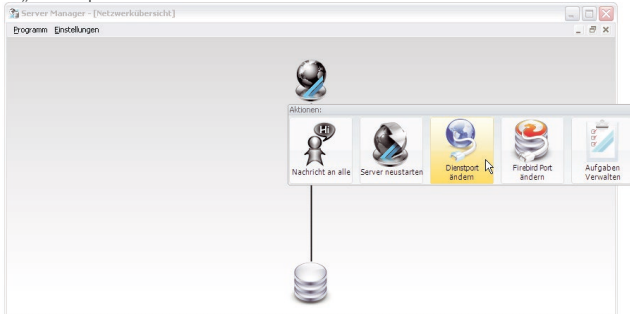 Server Manager - [Netzwerkübersicht]
Programm Einstellungen
Aktionen:
Hi
Nachricht an alle
Server neustarten
Dienstport
ändern
Firebird Port
ändern
Aufgaben
Verwalten